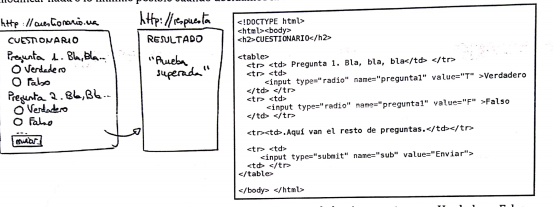 http://cuestionario.ua
CUESTIONARIO
Pregunta 1. Bla, bla...
Verdadero
Falso
Pregunta 2. Bla, Bla...
Verdadero
Falso
enviar
http://respuesta
RESULTADO
"Prueba
superada"
<!DOCTYPE html>
<html><body>
<h2>CUESTIONARIO</h2>
<table>
<tr> <td> Pregunta 1. Bla, bla, bla</td> </tr>
<tr> <td>
<input type="radio" name="pregunta1" value="T" >Verdadero
</td> </tr>
<tr> <td>
<input type="radio" name="pregunta1" value="F" >Falso
</td> </tr>
<tr><td>.Aquí van el resto de preguntas.</td></tr>
<tr> <td>
<input type="submit" name="sub" value="Enviar">
<td> </tr>
</table>
</body> </html>